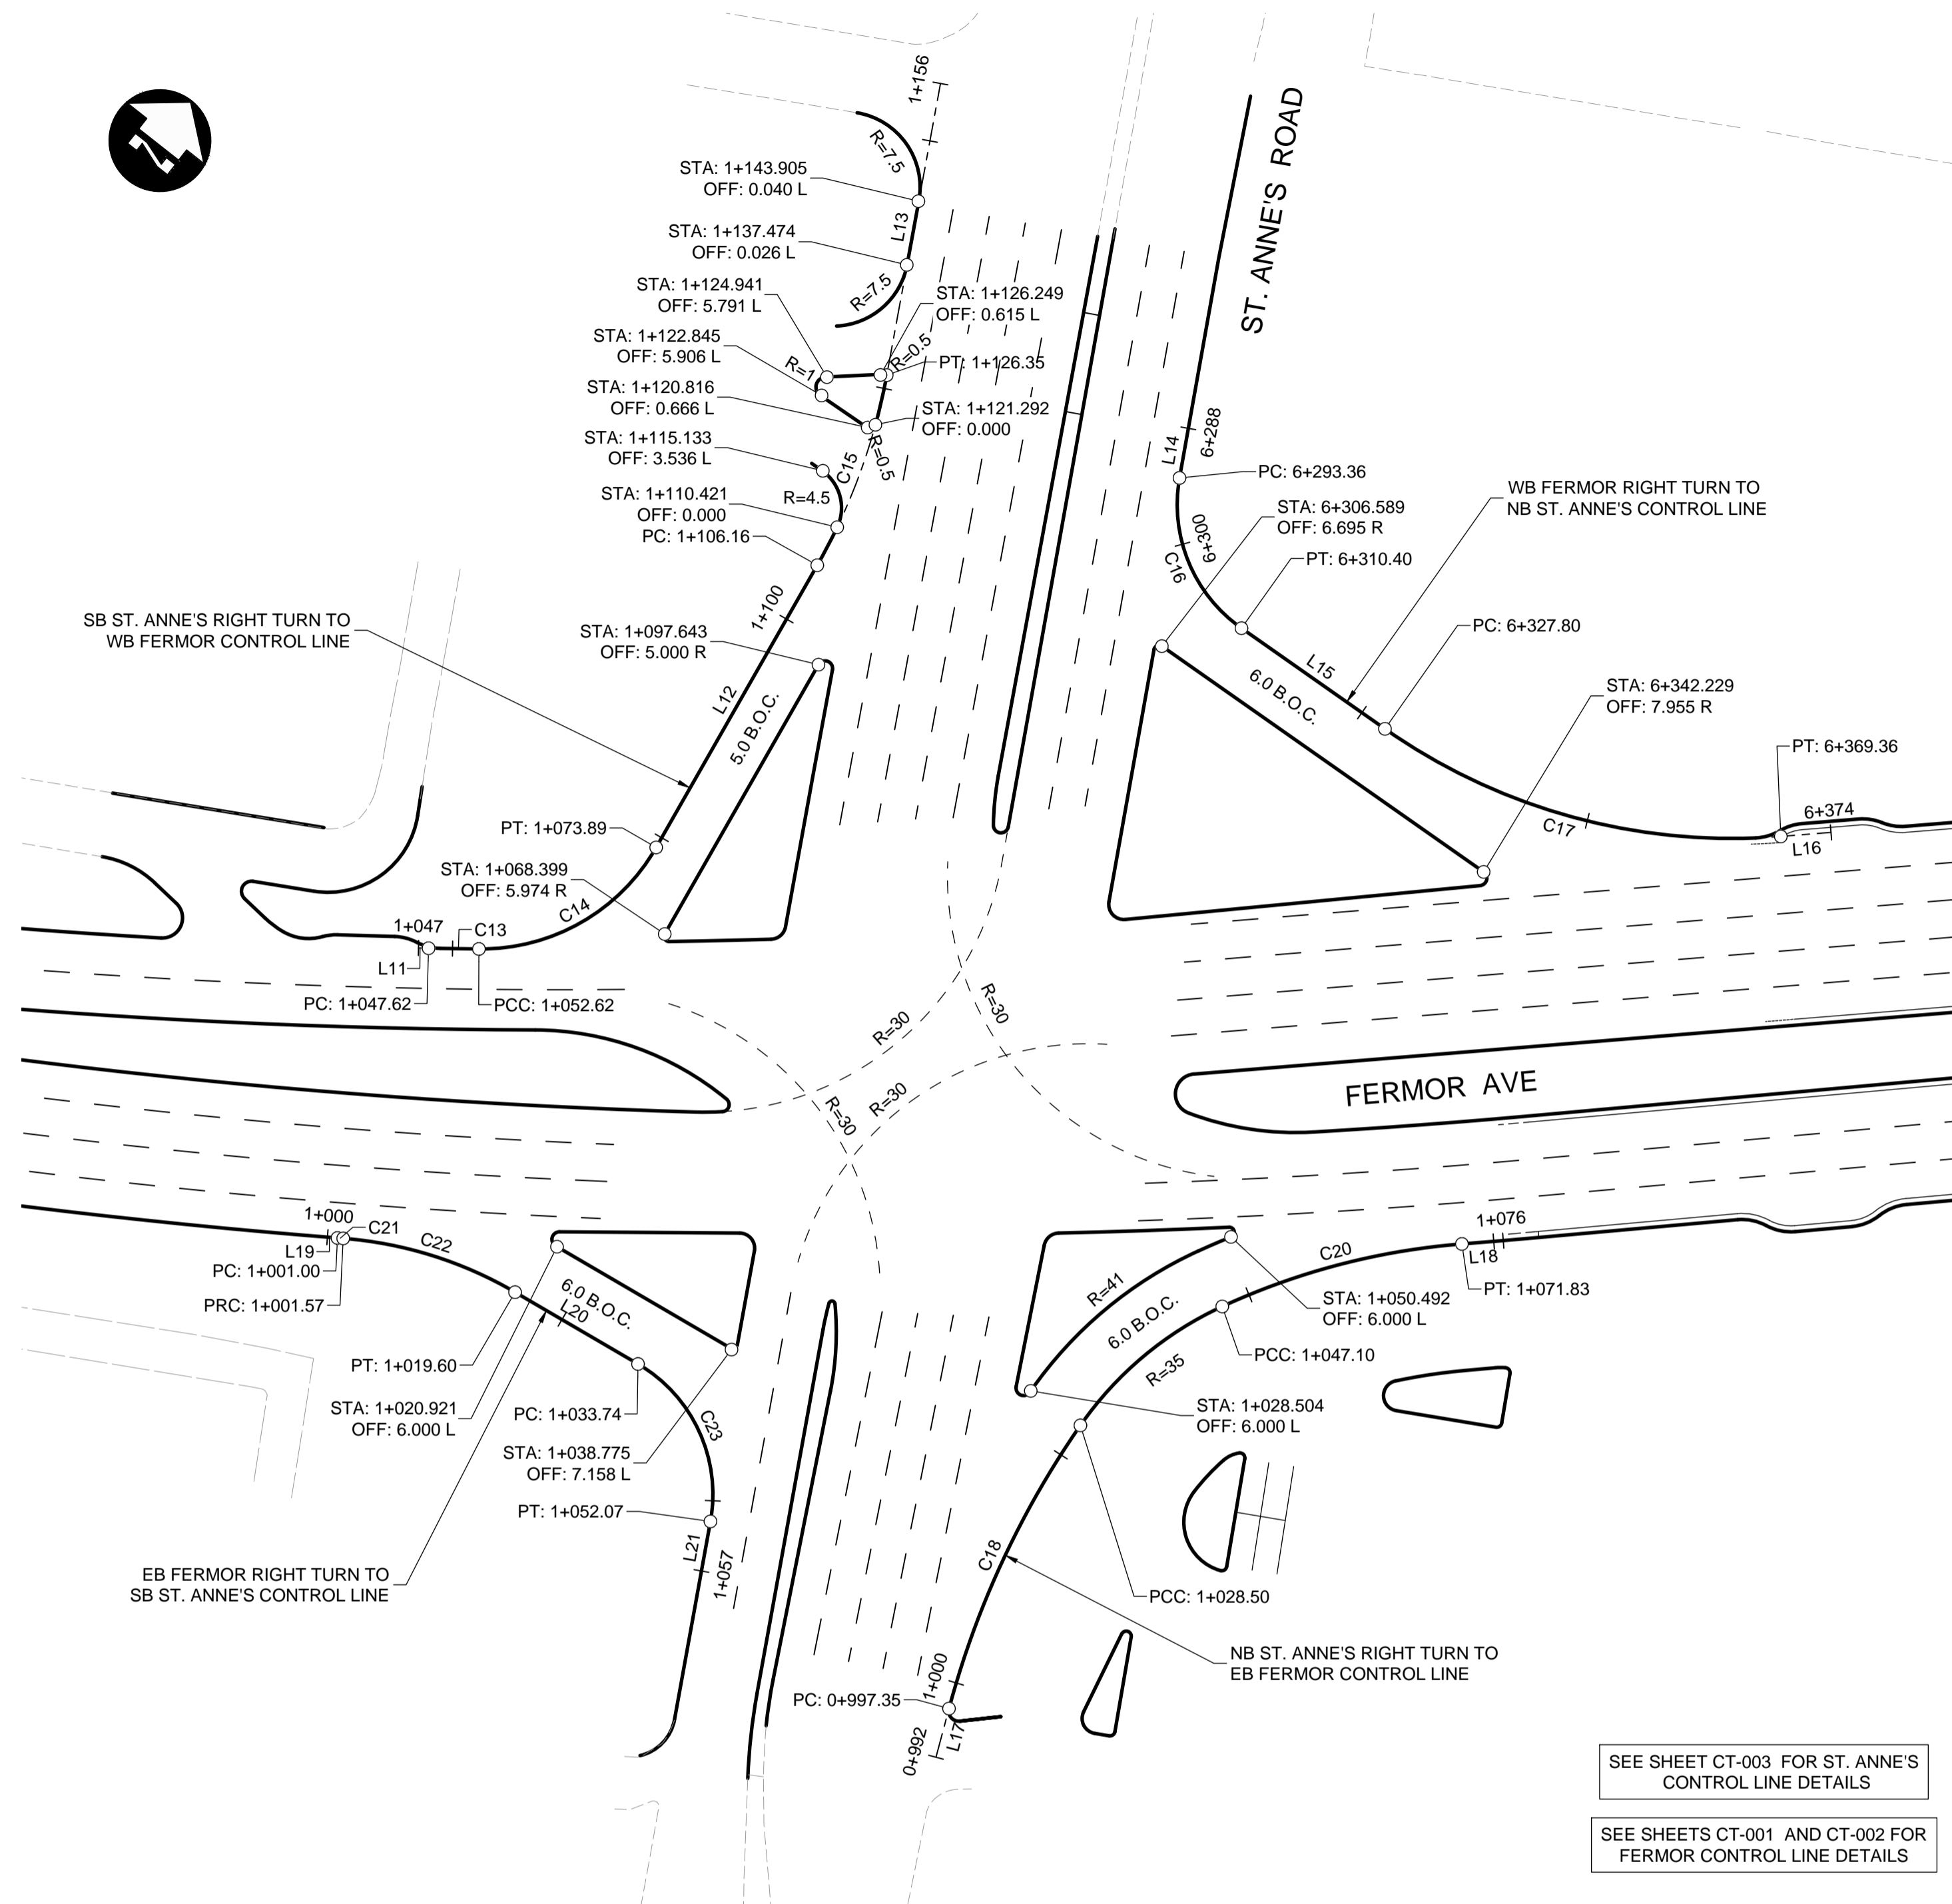 1+156
ST. ANNE'S ROAD
R=7.5
STA: 1+143.905
OFF: 0.040 L
L13
STA: 1+137.474
OFF: 0.026 L
R=7.5
STA: 1+124.941
OFF: 5.791 L
STA: 1+126.249
OFF: 0.615 L
STA: 1+122.845
OFF: 5.906 L
R=1
R=0.5
PT: 1+126.35
STA: 1+120.816
OFF: 0.666 L
STA: 1+121.292
OFF: 0.000
R=0.5
STA: 1+115.133
OFF: 3.536 L
C15
R=4.5
STA: 1+110.421
OFF: 0.000
PC: 1+106.16
1+100
STA: 1+097.643
OFF: 5.000 R
L12
5.0 B.O.C.
SB ST. ANNE'S RIGHT TURN TO
WB FERMOR CONTROL LINE
PT: 1+073.89
STA: 1+068.399
OFF: 5.974 R
C14
1+047
C13
L11
PC: 1+047.62
PCC: 1+052.62
L14
6+288
PC: 6+293.36
WB FERMOR RIGHT TURN TO
NB ST. ANNE'S CONTROL LINE
STA: 6+306.589
OFF: 6.695 R
6+300
C16
PT: 6+310.40
PC: 6+327.80
L15
6.0 B.O.C.
STA: 6+342.229
OFF: 7.955 R
PT: 6+369.36
6+374
C17
L16
R=30
R=30
R=30
R=30
FERMOR AVE
1+000
C21
C22
L19
PC: 1+001.00
PRC: 1+001.57
6.0 B.O.C.
L20
PT: 1+019.60
STA: 1+020.921
OFF: 6.000 L
PC: 1+033.74
C23
STA: 1+038.775
OFF: 7.158 L
PT: 1+052.07
L21
1+057
EB FERMOR RIGHT TURN TO
SB ST. ANNE'S CONTROL LINE
1+076
C20
L18
PT: 1+071.83
R=41
STA: 1+050.492
OFF: 6.000 L
6.0 B.O.C.
PCC: 1+047.10
R=35
STA: 1+028.504
OFF: 6.000 L
C18
PCC: 1+028.50
NB ST. ANNE'S RIGHT TURN TO
EB FERMOR CONTROL LINE
1+000
PC: 0+997.35
L17
0+992
SEE SHEET CT-003 FOR ST. ANNE'S
CONTROL LINE DETAILS
SEE SHEETS CT-001 AND CT-002 FOR
FERMOR CONTROL LINE DETAILS